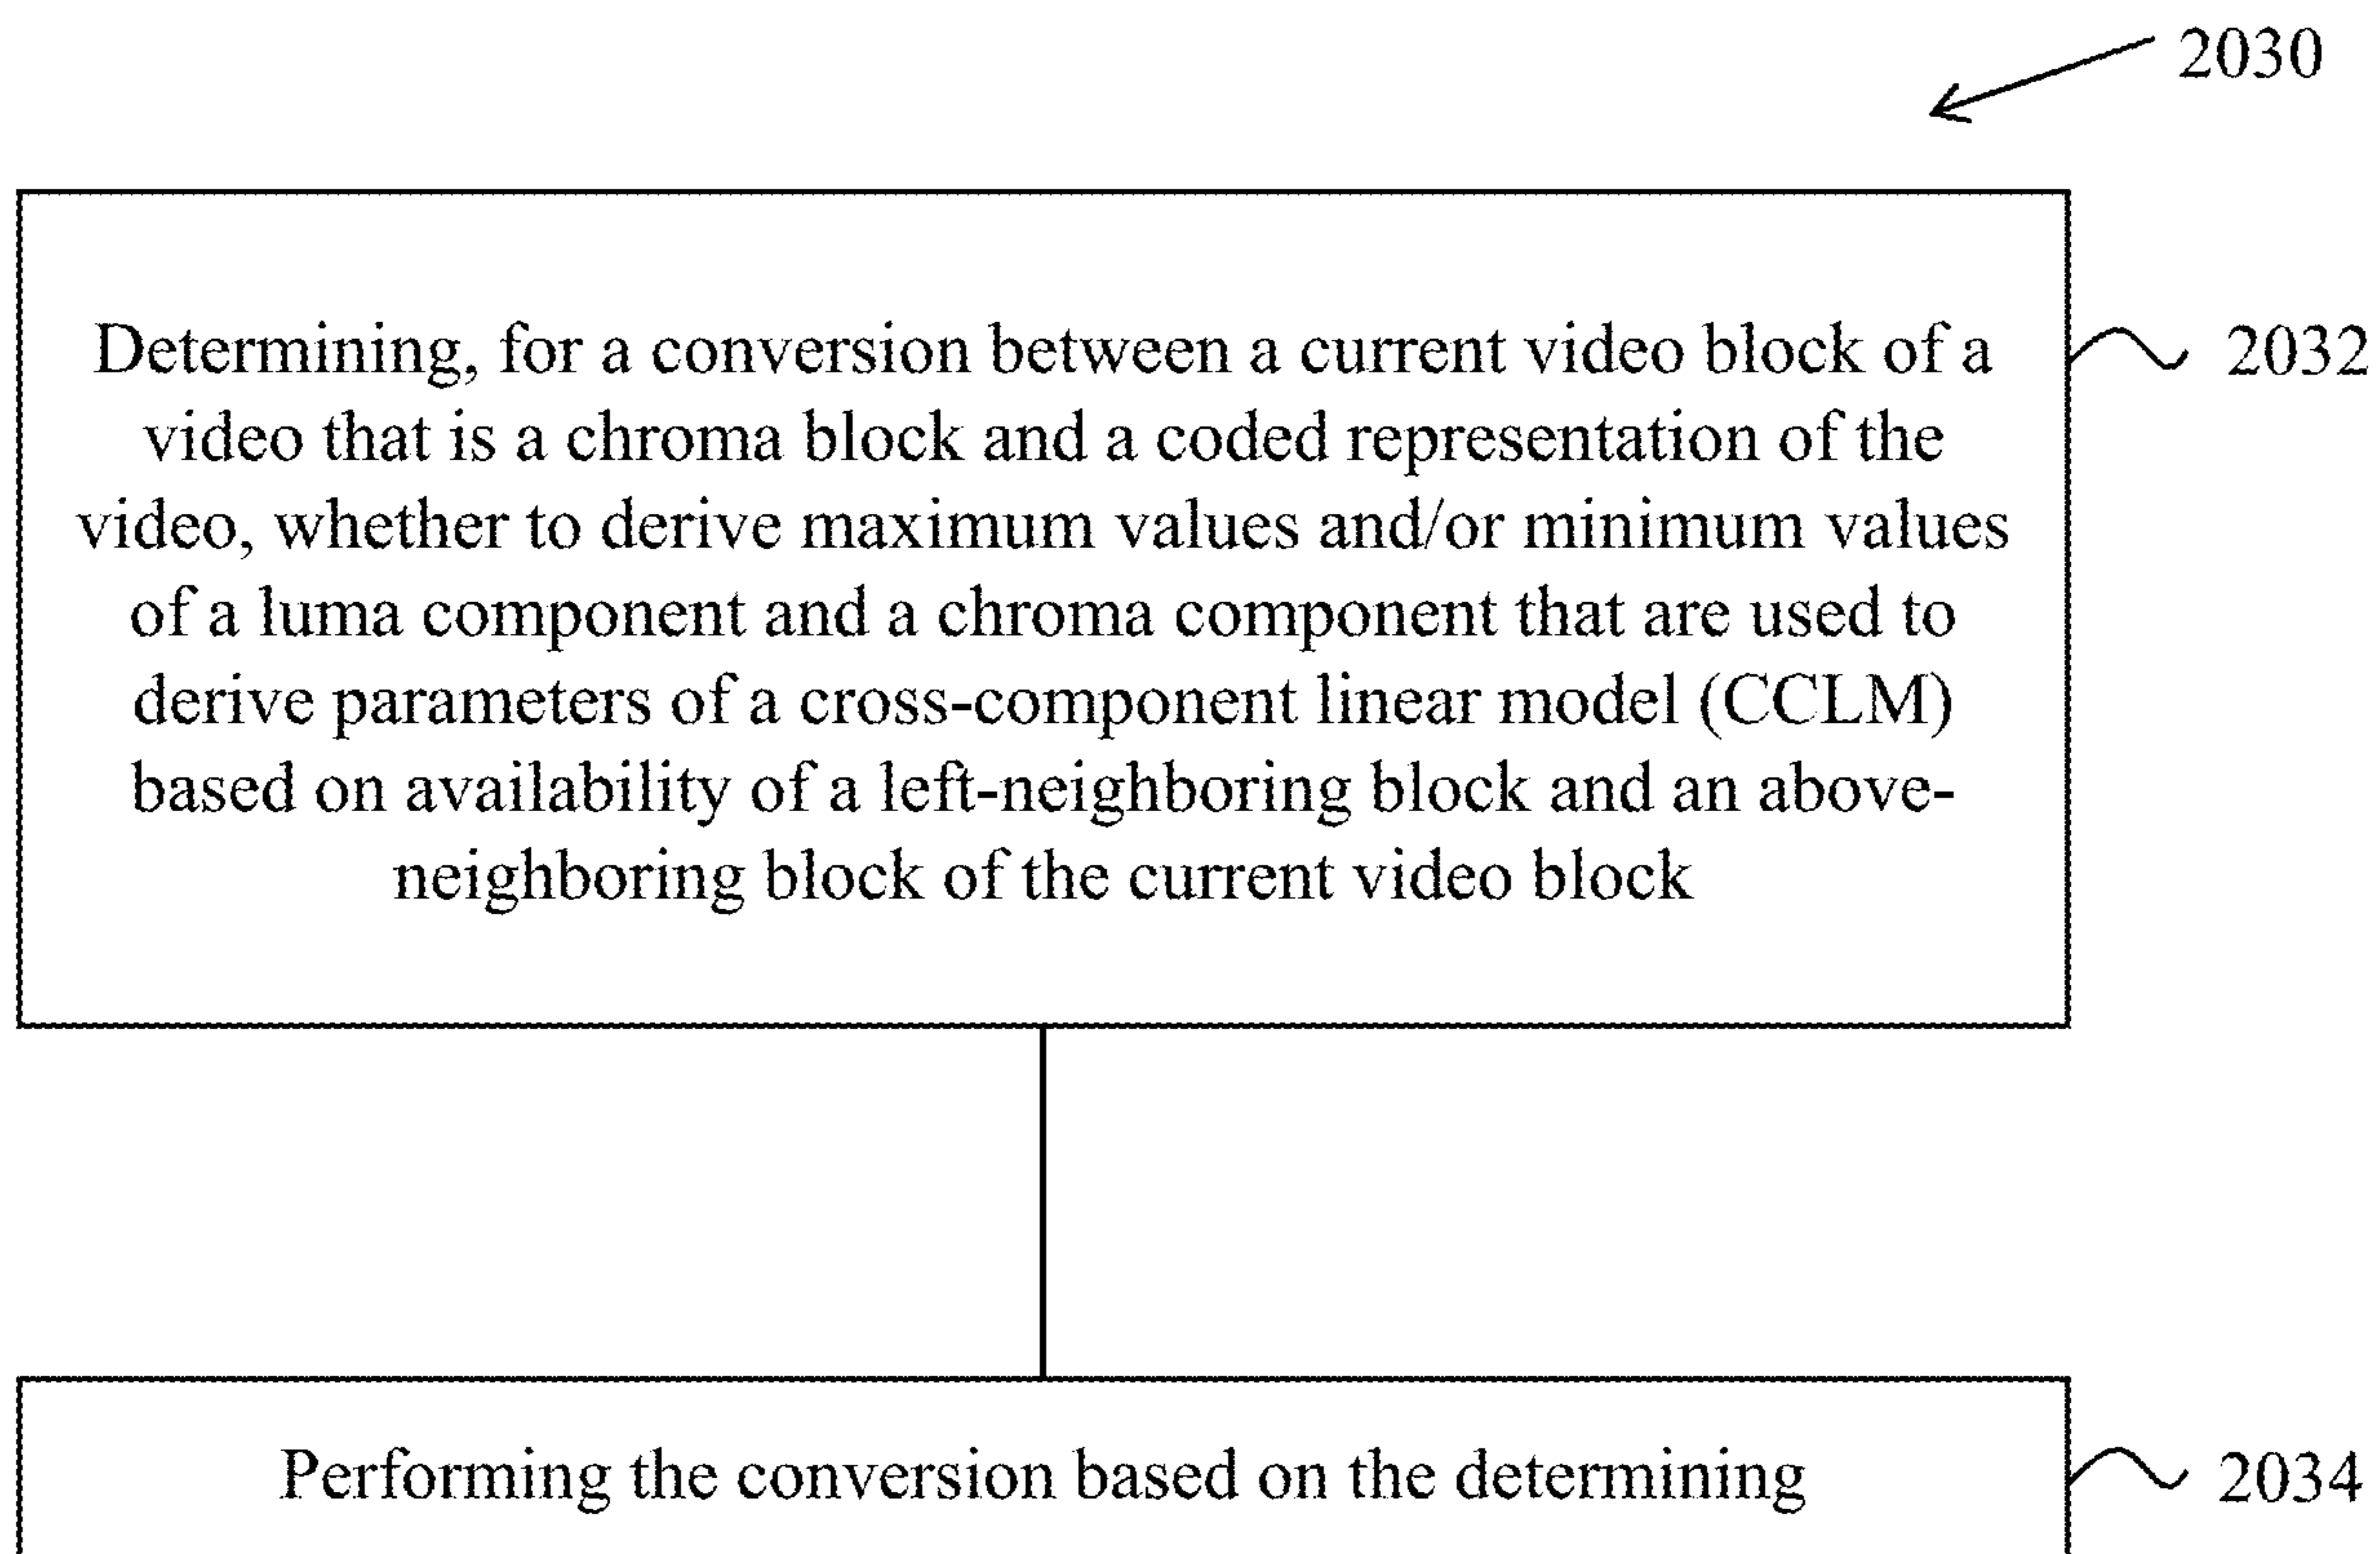 2030
Determining, for a conversion between a current video block of a
video that is a chroma block and a coded representation of the
video, whether to derive maximum values and/or minimum values
of a luma component and a chroma component that are used to
derive parameters of a cross-component linear model (CCLM)
based on availability of a left-neighboring block and an above-
neighboring block of the current video block
2032
Performing the conversion based on the determining
2034